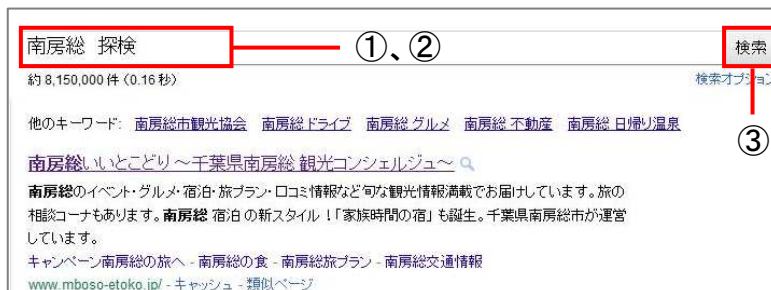 南房総 探検
①、②
検索
約 8,150,000 件 (0.16 秒)
検索オプション
他のキーワード: 南房総市観光協会 南房総 ドライブ 南房総 グルメ 南房総 不動産 南房総 日帰り温泉
③
南房総いいとこどり～千葉県南房総 観光コンシェルジュ～
南房総のイベント・グルメ・宿泊・旅プラン・口コミ情報など旬な観光情報満載でお届けしています。旅の
相談コーナもあります。南房総 宿泊 の新スタイル !「家族時間の宿」も誕生。千葉県南房総市が運営
しています。
キャンペーン南房総の旅へ - 南房総の食 - 南房総旅プラン - 南房総交通情報
www.mboso-etoko.jp/ - キャッシュ - 類似ページ